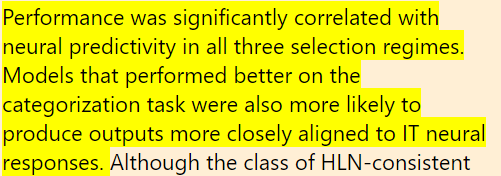 Performance was significantly correlated with
neural predictivity in all three selection regimes.
Models that performed better on the
categorization task were also more likely to
produce outputs more closely aligned to IT neural
responses. Although the class of HLN-consistent